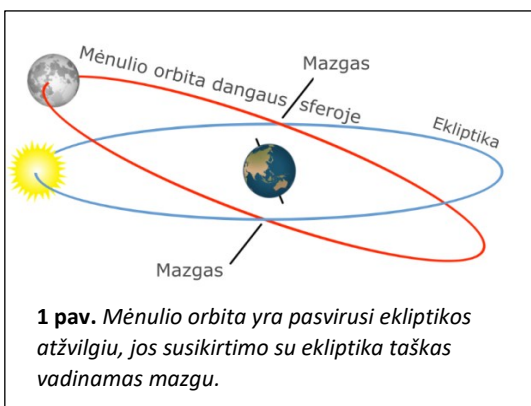 Mazgas
Mėnulio orbita dangaus sferoje
Ekliptika
Mazgas
1 pav. Mėnulio orbita yra pasvirusi ekliptikos
atžvilgiu, jos susikirtimo su ekliptika taškas
vadinamas mazgu.